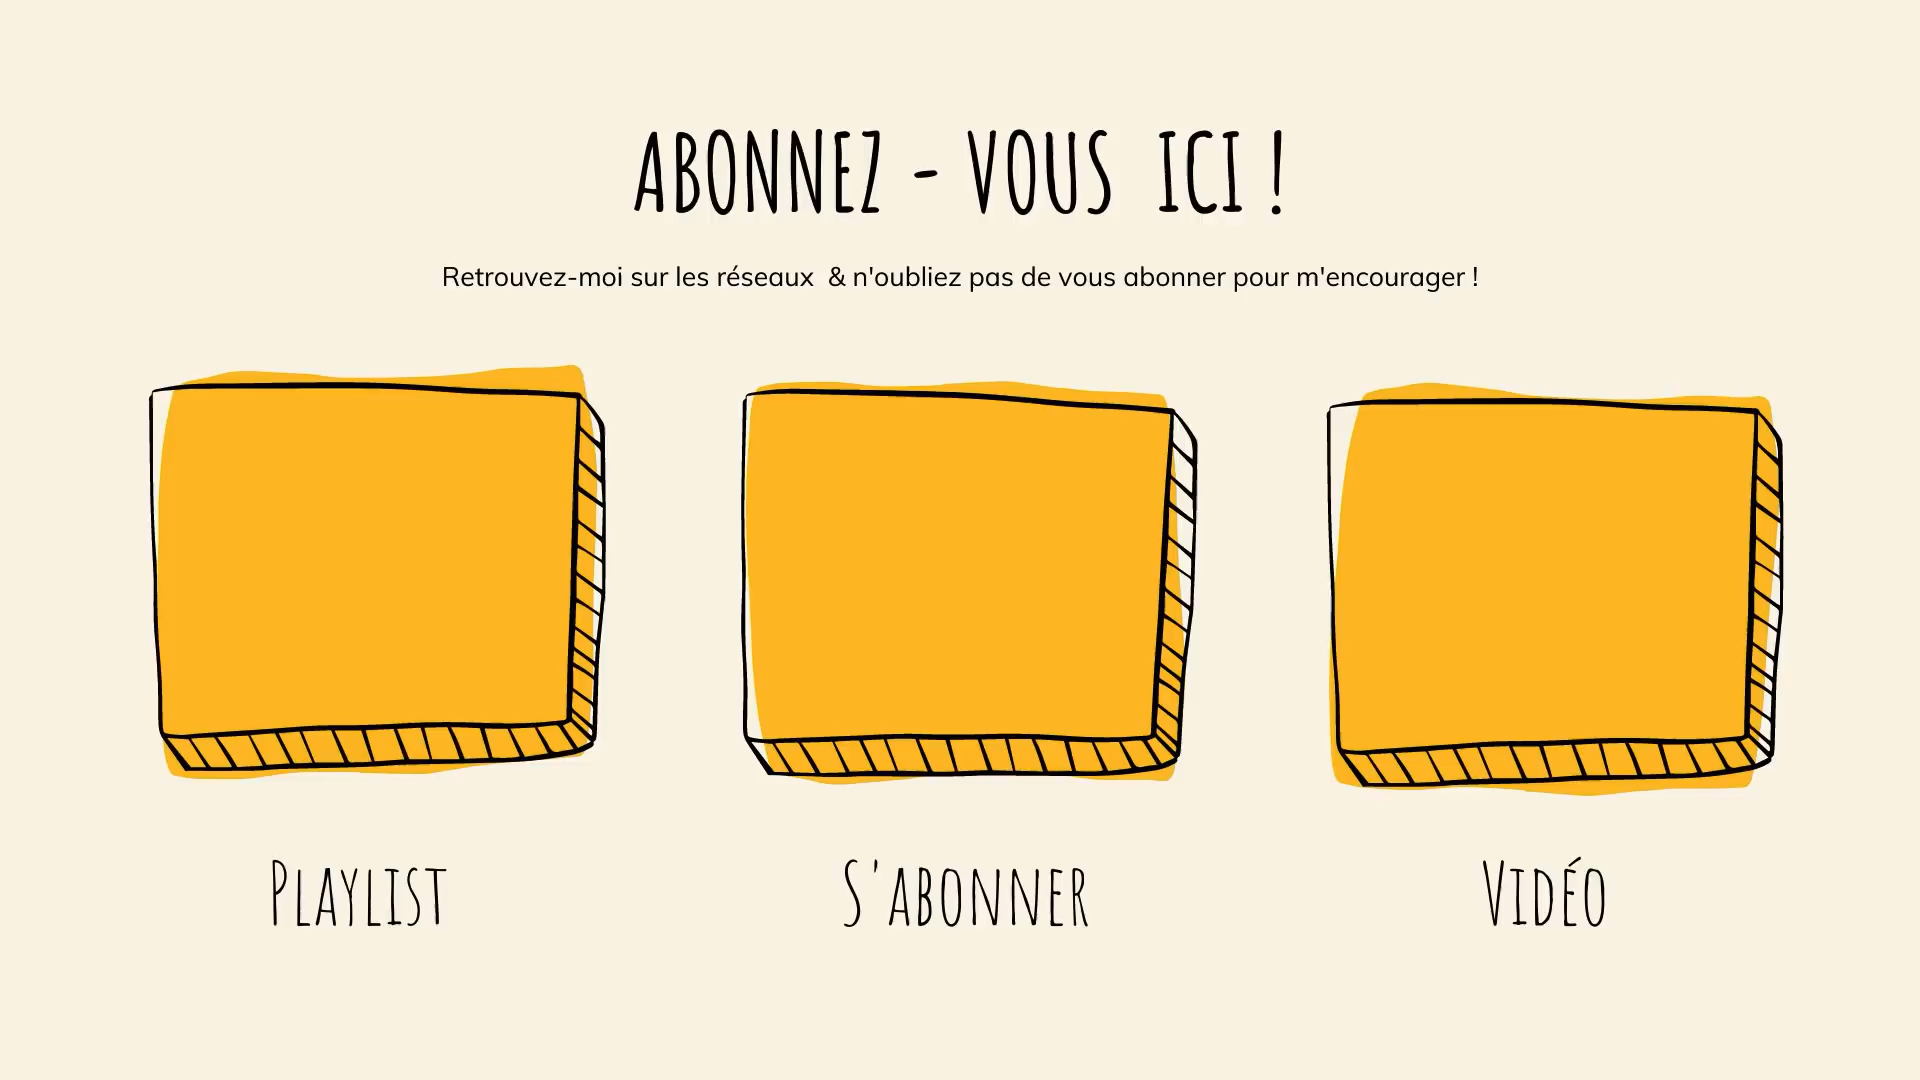 ABONNEZ - VOUS  ICI !
Retrouvez-moi sur les réseaux  & n'oubliez pas de vous abonner pour m'encourager !
Playlist
S'abonner
Vidéo